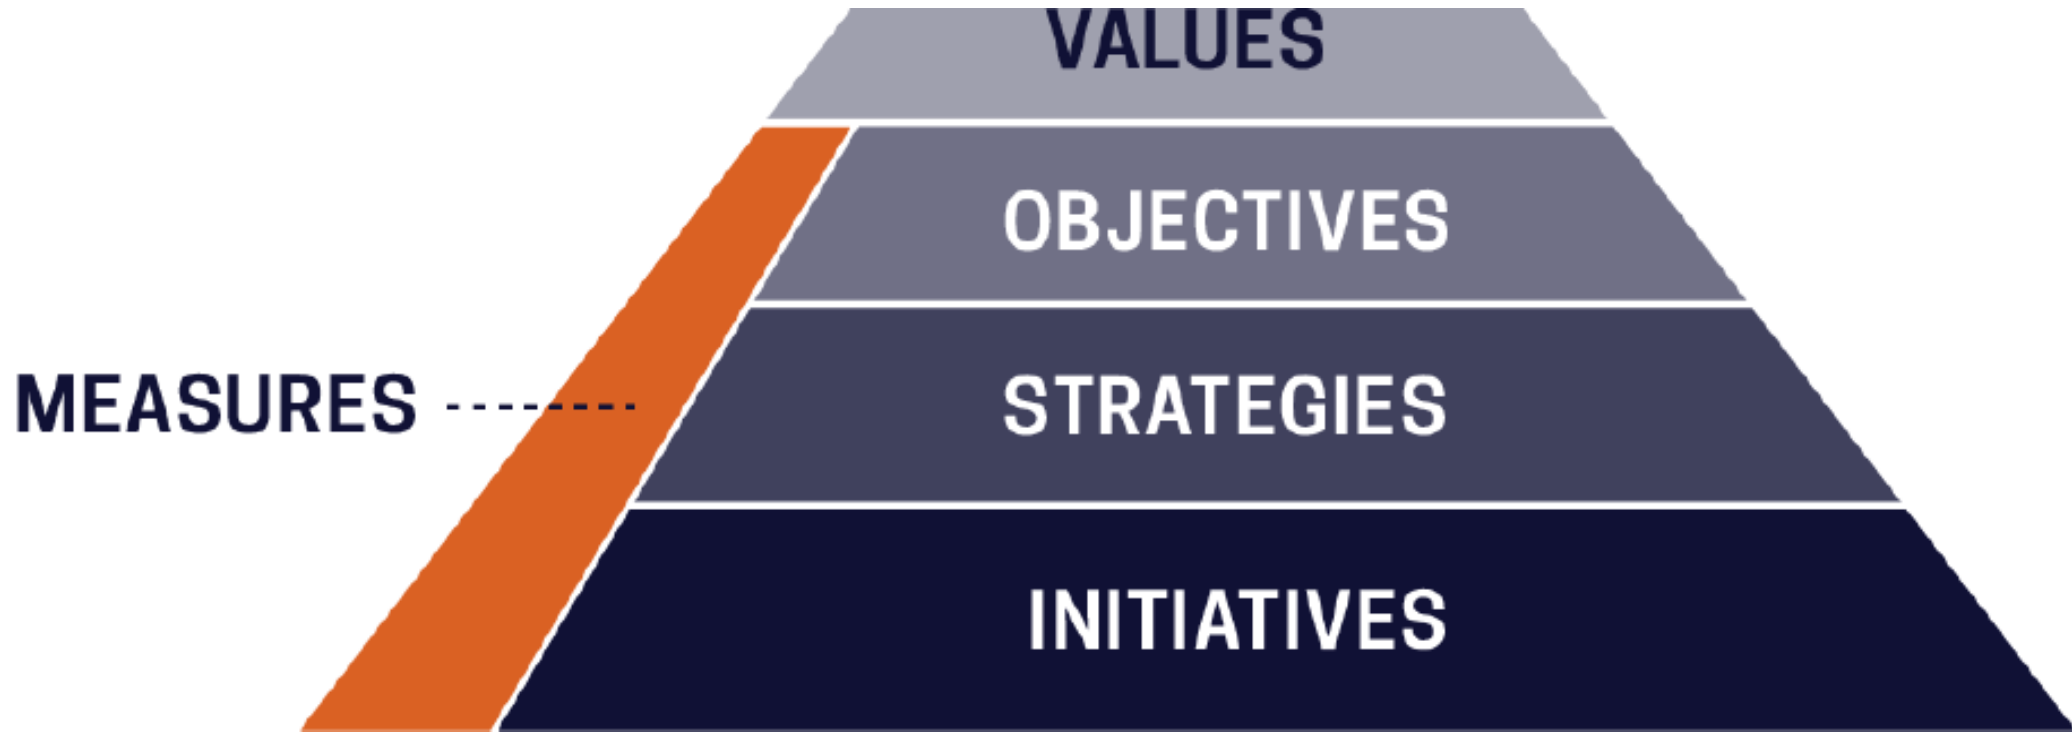 VALUES
OBJECTIVES
MEASURES
STRATEGIES
INITIATIVES